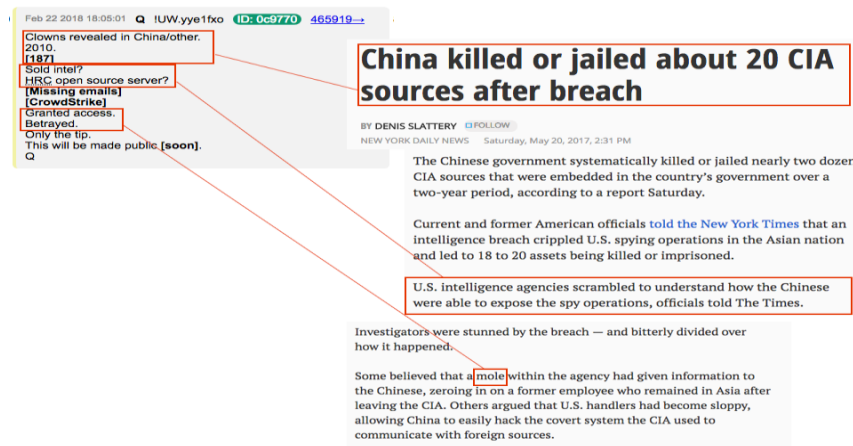 Feb 22 2018 18:05:01 Q !UW.yye1fxo ID: 0c9770 465919→
Clowns revealed in China/other.
2010.
[187]
Sold intel?
HRC open source server?
[Missing emails]
[CrowdStrike]
Granted access.
Betrayed.
Only the tip.
This will be made public [soon].
Q
China killed or jailed about 20 CIA
sources after breach
BY DENIS SLATTERY FOLLOW
NEW YORK DAILY NEWS Saturday, May 20, 2017, 2:31 PM
The Chinese government systematically killed or jailed nearly two dozen
CIA sources that were embedded in the country's government over a
two-year period, according to a report Saturday.
Current and former American officials told the New York Times that an
intelligence breach crippled U.S. spying operations in the Asian nation
and led to 18 to 20 assets being killed or imprisoned.
U.S. intelligence agencies scrambled to understand how the Chinese
were able to expose the spy operations, officials told The Times.
Investigators were stunned by the breach — and bitterly divided over
how it happened.
Some believed that a mole within the agency had given information to
the Chinese, zeroing in on a former employee who remained in Asia after
leaving the CIA. Others argued that U.S. handlers had become sloppy,
allowing China to easily hack the covert system the CIA used to
communicate with foreign sources.